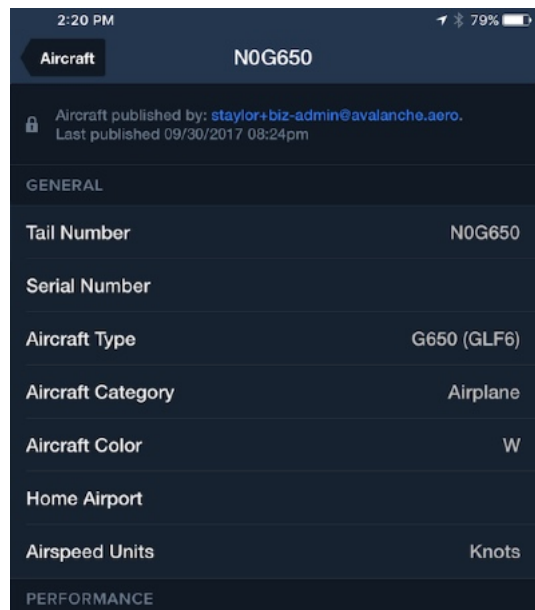 2:20 PM 79%
Aircraft N0G650
Aircraft published by: staylor+biz-admin@avalanche.aero.
Last published 09/30/2017 08:24pm
GENERAL
Tail Number N0G650
Serial Number
Aircraft Type G650 (GLF6)
Aircraft Category Airplane
Aircraft Color W
Home Airport
Airspeed Units Knots
PERFORMANCE